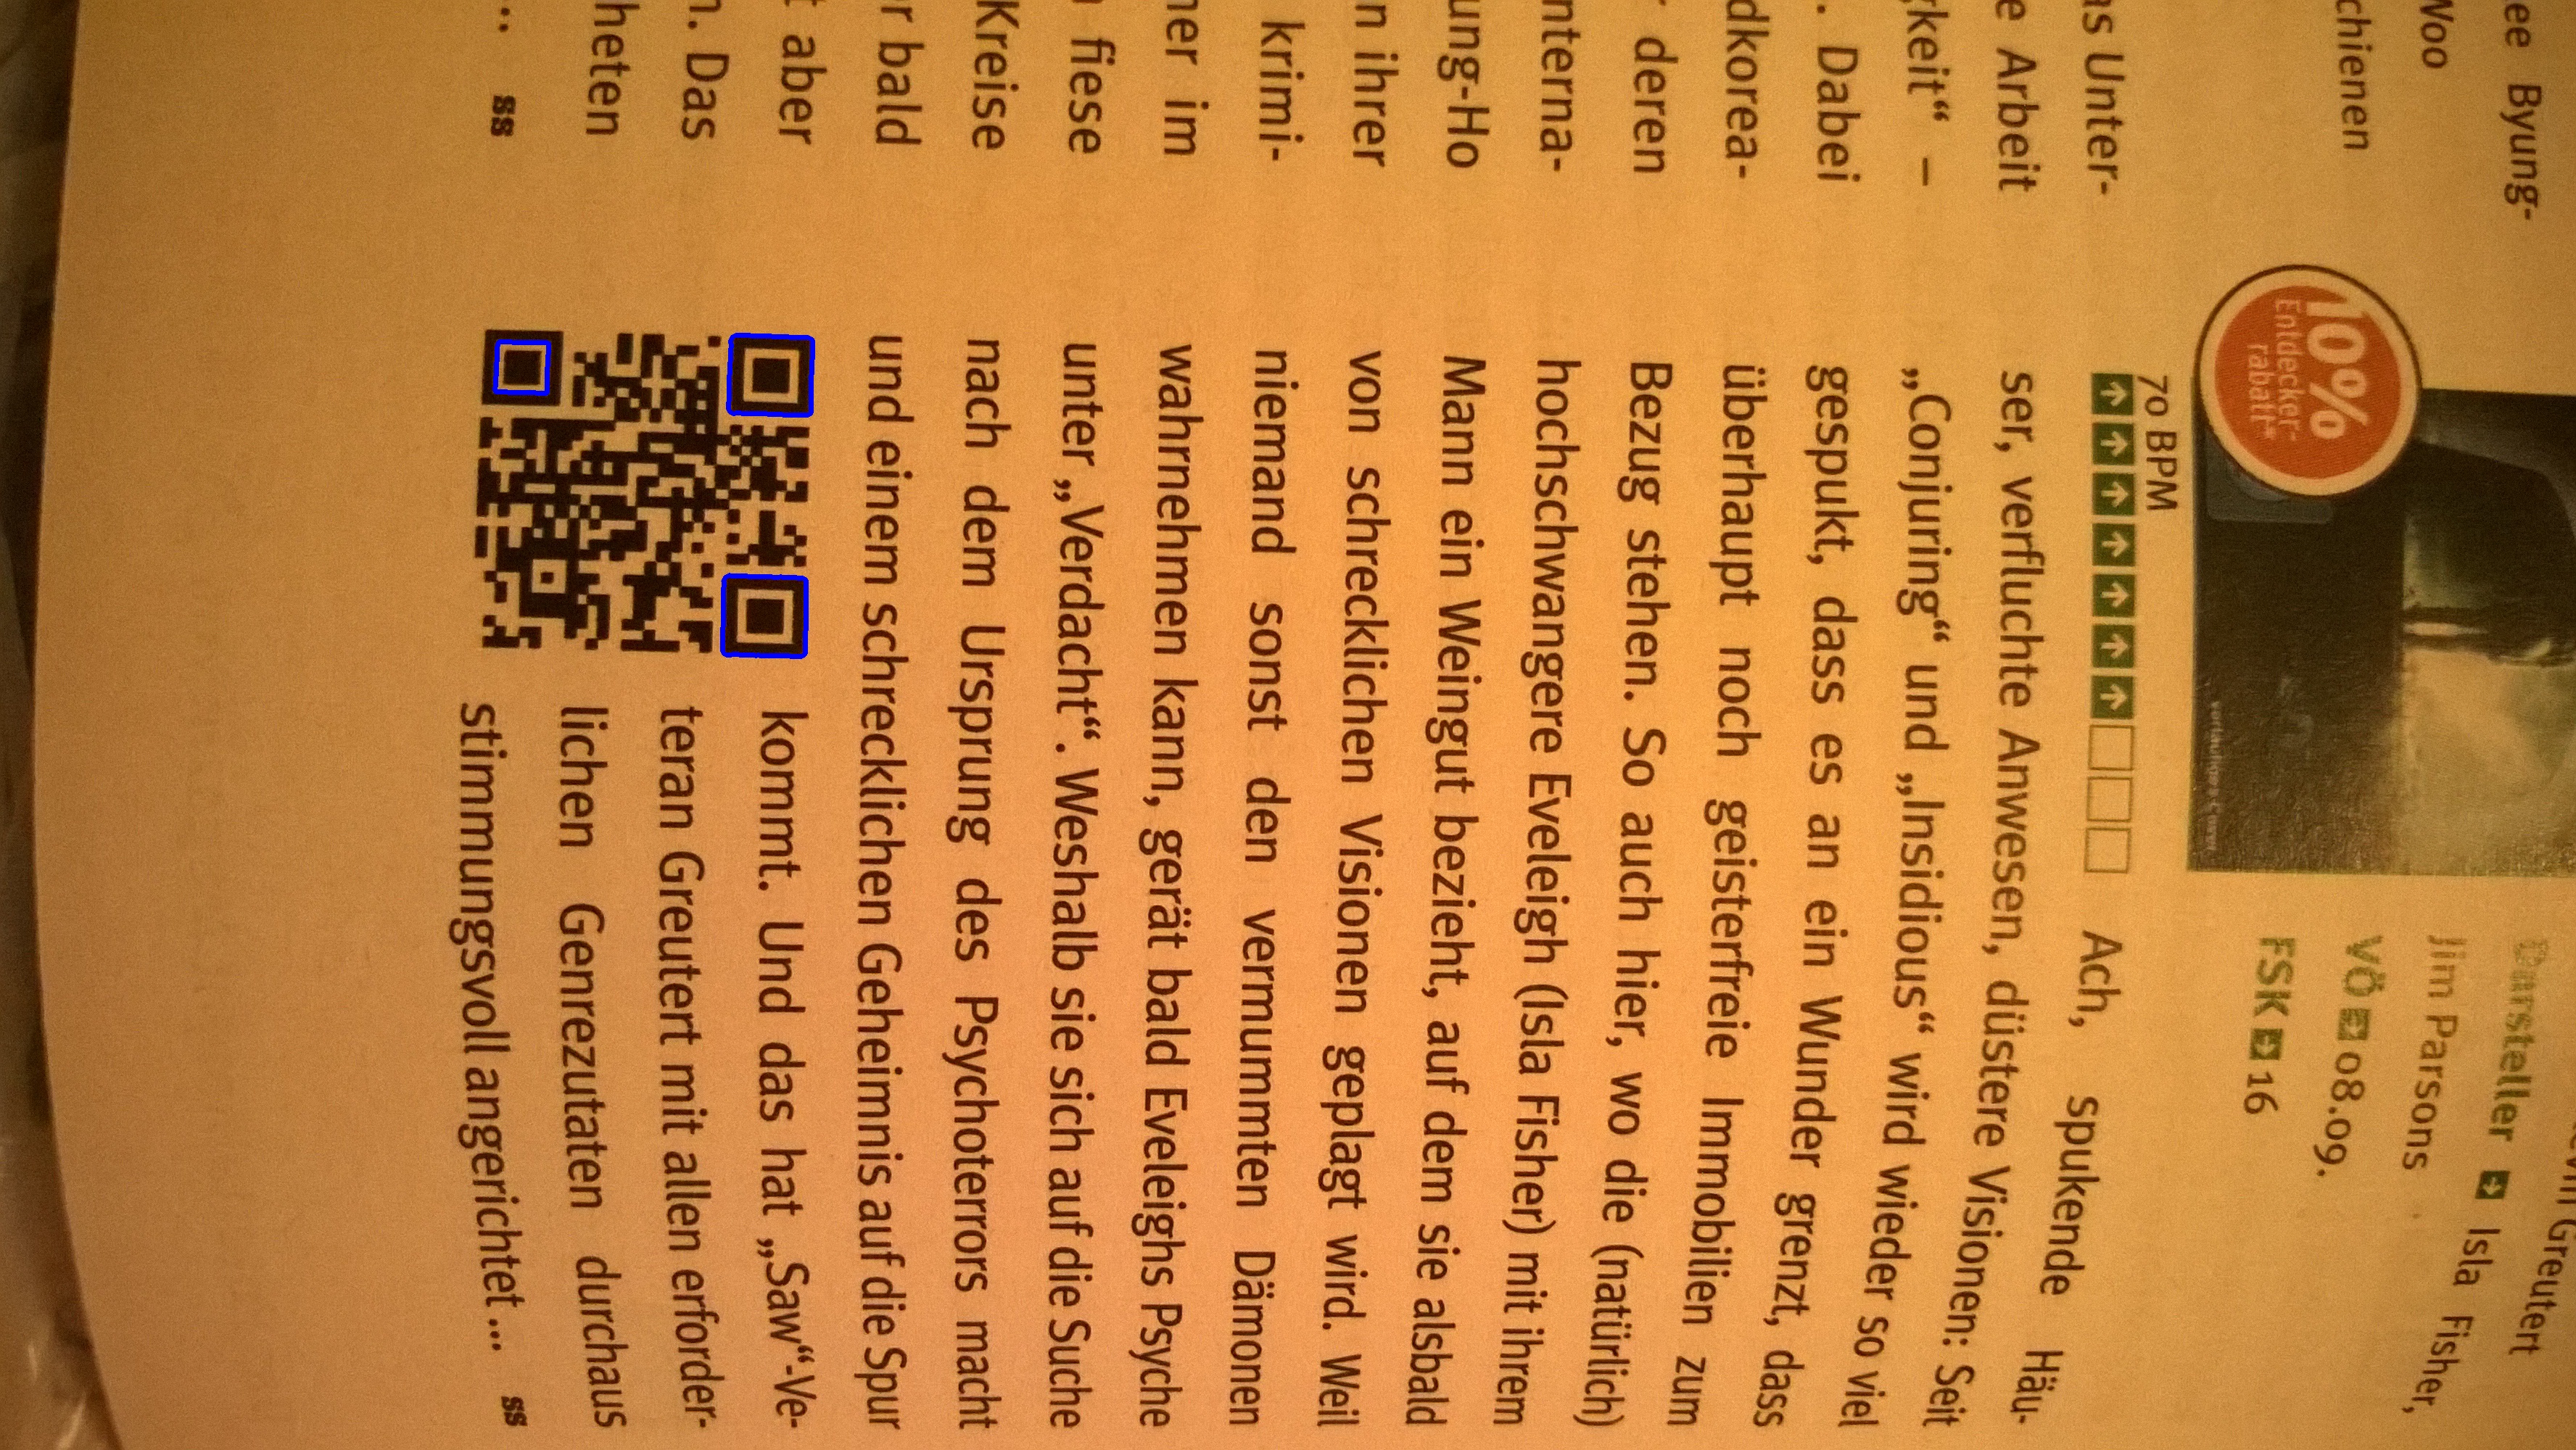 ee Byung-
Woo
chienen
as Unter-
e Arbeit
keit“ –
. Dabei
dkorea-
deren
nterna-
ung-Ho
n ihrer
krimi-
ner im
fiese
Kreise
r bald
t aber
n. Das
heten
... ss
10%
Entdecker-
rabatt*
Greutert
Darsteller Isla Fisher,
Jim Parsons
VÖ 08.09.
FSK 16
70 BPM
Ach, spukende Häu-
ser, verfluchte Anwesen, düstere Visionen: Seit
„Conjuring“ und „Insidious“ wird wieder so viel
gespukt, dass es an ein Wunder grenzt, dass
überhaupt noch geisterfreie Immobilien zum
Bezug stehen. So auch hier, wo die (natürlich)
hochschwangere Eveleigh (Isla Fisher) mit ihrem
Mann ein Weingut bezieht, auf dem sie alsbald
von schrecklichen Visionen geplagt wird. Weil
niemand sonst den vermummten Dämonen
wahrnehmen kann, gerät bald Eveleighs Psyche
unter „Verdacht“. Weshalb sie sich auf die Suche
nach dem Ursprung des Psychoterrors macht
und einem schrecklichen Geheimnis auf die Spur
kommt. Und das hat „Saw“-Ve-
teran Greutert mit allen erforder-
lichen Genrezutaten durchaus
stimmungsvoll angerichtet ... ss